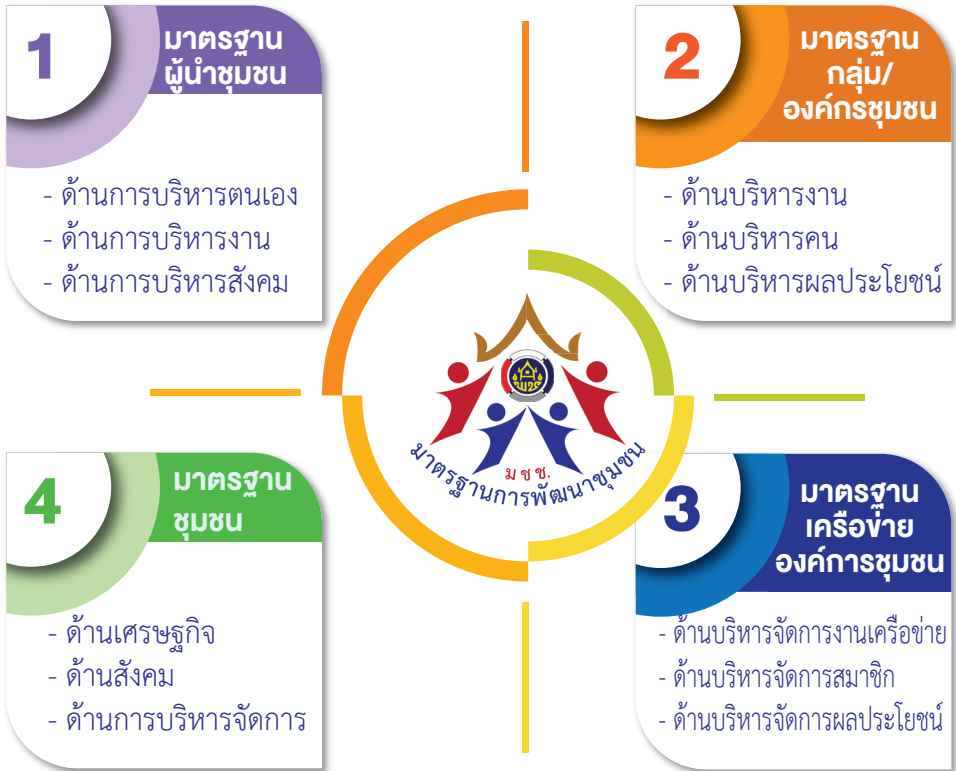 1
มาตรฐาน
ผู้นำชุมชน
- ด้านการบริหารตนเอง
- ด้านการบริหารงาน
- ด้านการบริหารสังคม
2
มาตรฐาน
กลุ่ม/
องค์กรชุมชน
- ด้านบริหารงาน
- ด้านบริหารคน
- ด้านบริหารผลประโยชน์
พช
มชช.
มาตรฐานการพัฒนาชุมชน
3
มาตรฐาน
เครือข่าย
องค์การชุมชน
- ด้านบริหารจัดการงานเครือข่าย
- ด้านบริหารจัดการสมาชิก
- ด้านบริหารจัดการผลประโยชน์
4
มาตรฐาน
ชุมชน
- ด้านเศรษฐกิจ
- ด้านสังคม
- ด้านการบริหารจัดการ